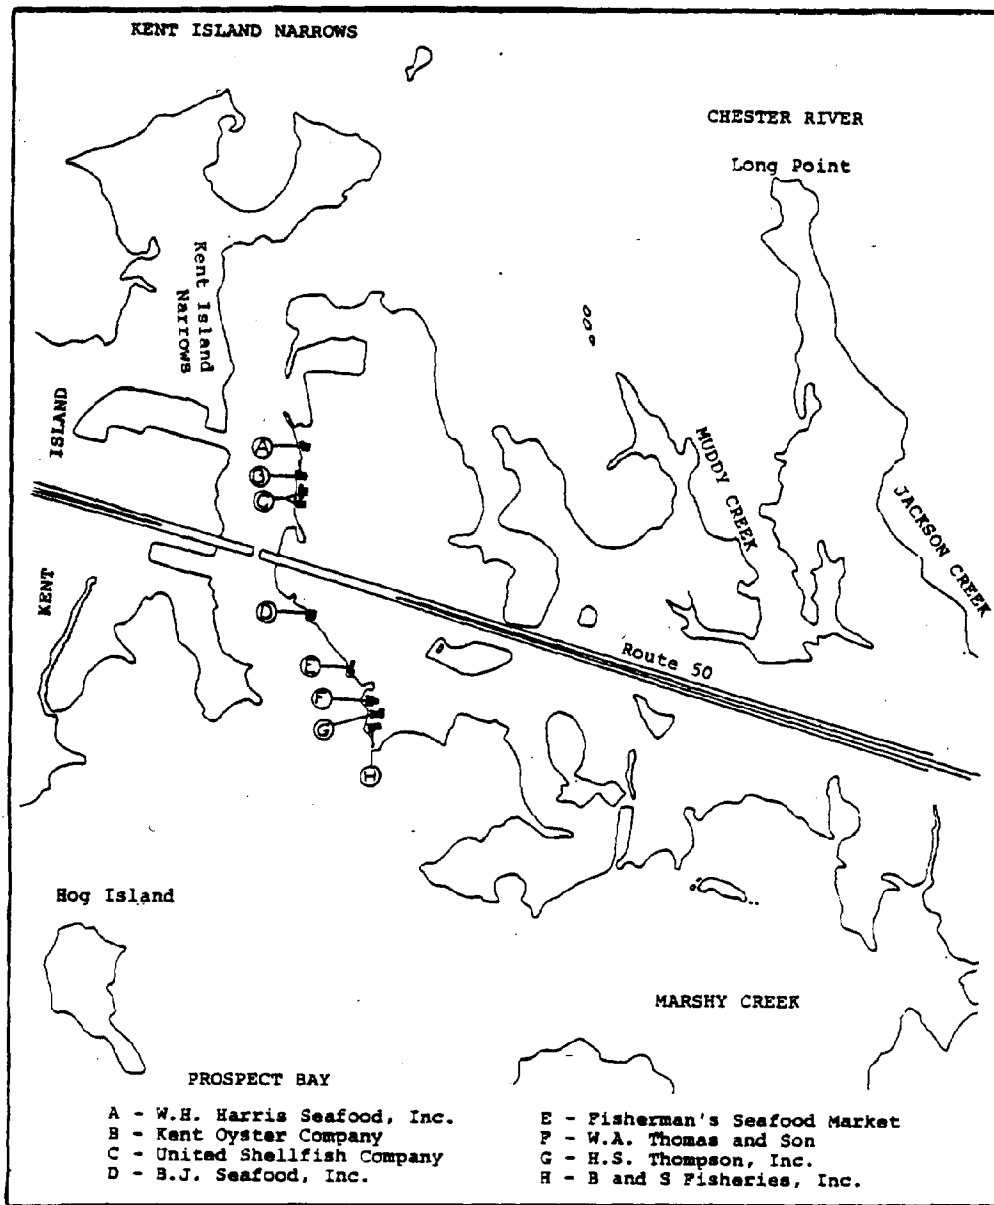 KENT ISLAND NARROWS
CHESTER RIVER
Long Point
Kent Island
Narrows
ISLAND
A
B
C
MUDDY CREEK
JACKSON CREEK
KENT
D
Route 50
E
F
G
H
Hog Island
MARSHY CREEK
PROSPECT BAY
A - W.H. Harris Seafood, Inc.
B - Kent Oyster Company
C - United Shellfish Company
D - B.J. Seafood, Inc.
E - Fisherman's Seafood Market
F - W.A. Thomas and Son
G - H.S. Thompson, Inc.
H - B and S Fisheries, Inc.